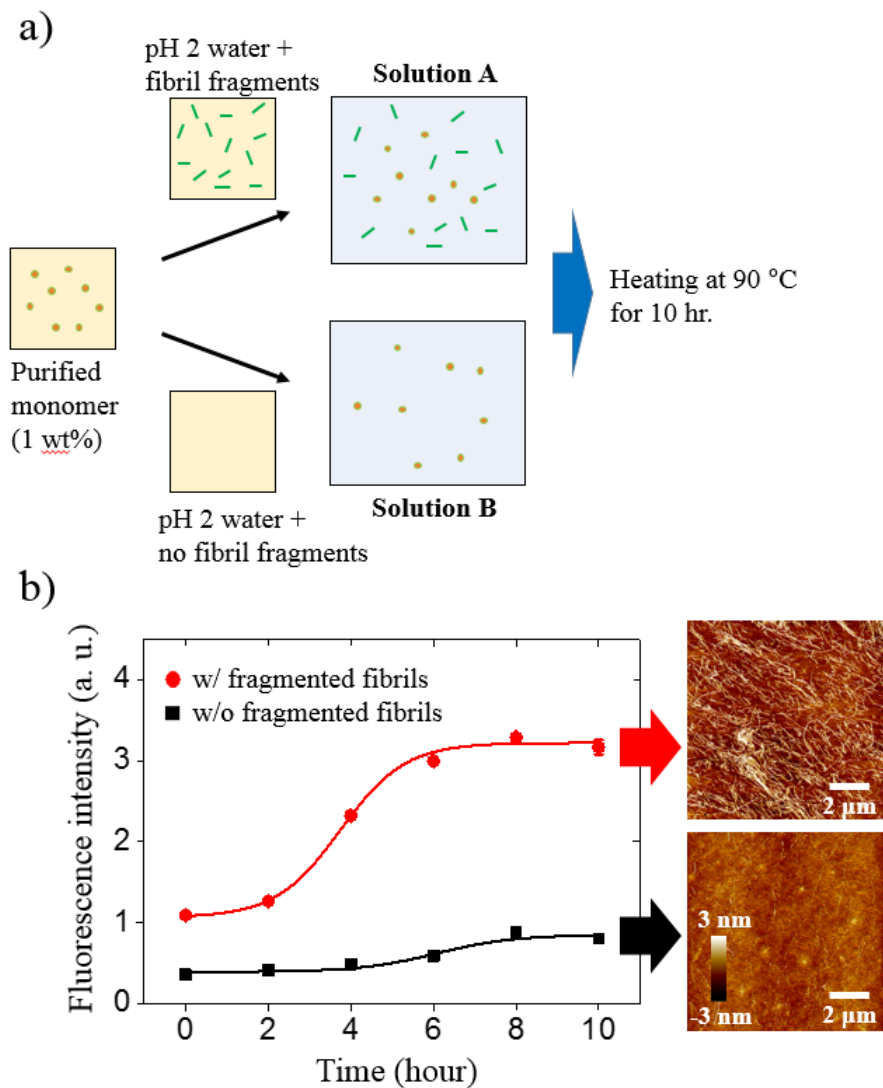 a)
pH 2 water +
fibril fragments
Solution A
Purified
monomer
(1 wt%)
Heating at 90 °C
for 10 hr.
pH 2 water +
no fibril fragments
Solution B
b)
Fluorescence intensity (a. u.)
4
3
2
1
0
w/ fragmented fibrils
w/o fragmented fibrils
0 2 4 6 8 10
Time (hour)
2 µm
3 nm
-3 nm
2 µm